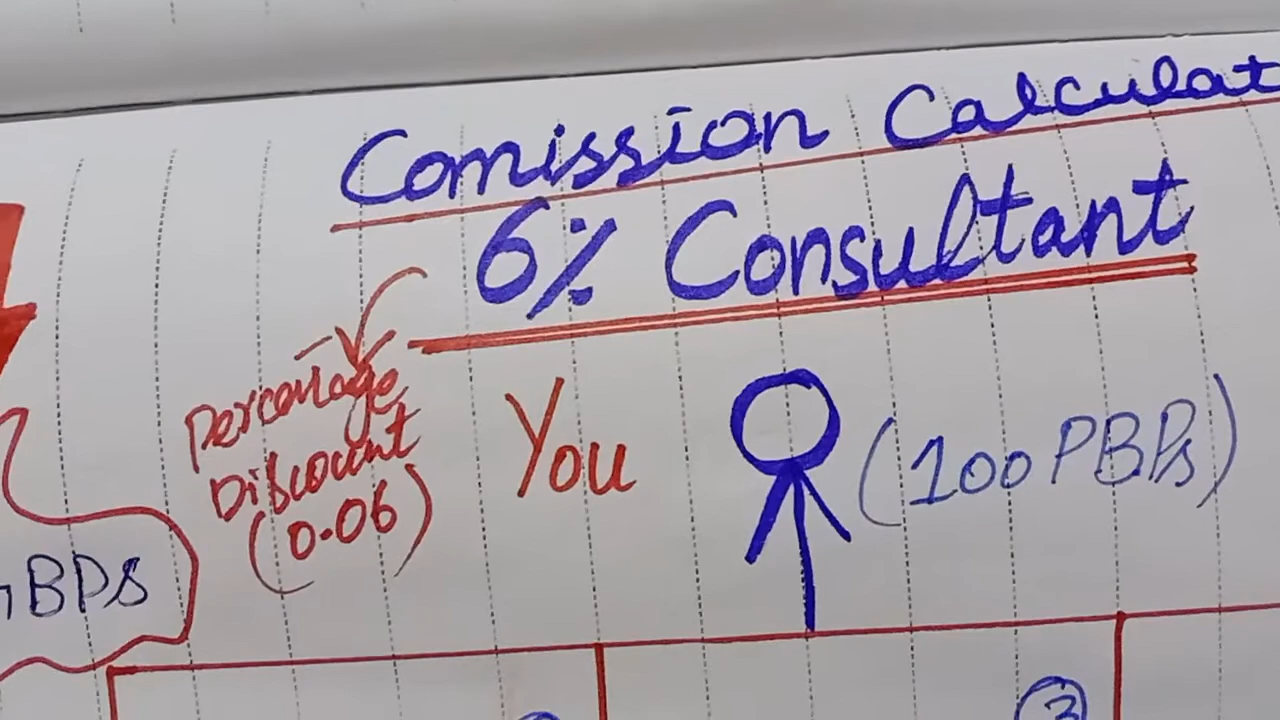 Comission Calculat
6% Consultant
percentage
Discount
(0.06)
You
(100 PBPs)
BPs
3